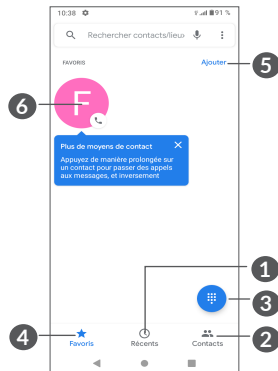 10:38 91 %
Rechercher contacts/lieux
FAVORIS Ajouter 5
6 F
Plus de moyens de contact
Appuyez de manière prolongée sur
un contact pour passer des appels
aux messages, et inversement
1
3
4 2
Favoris Récents Contacts